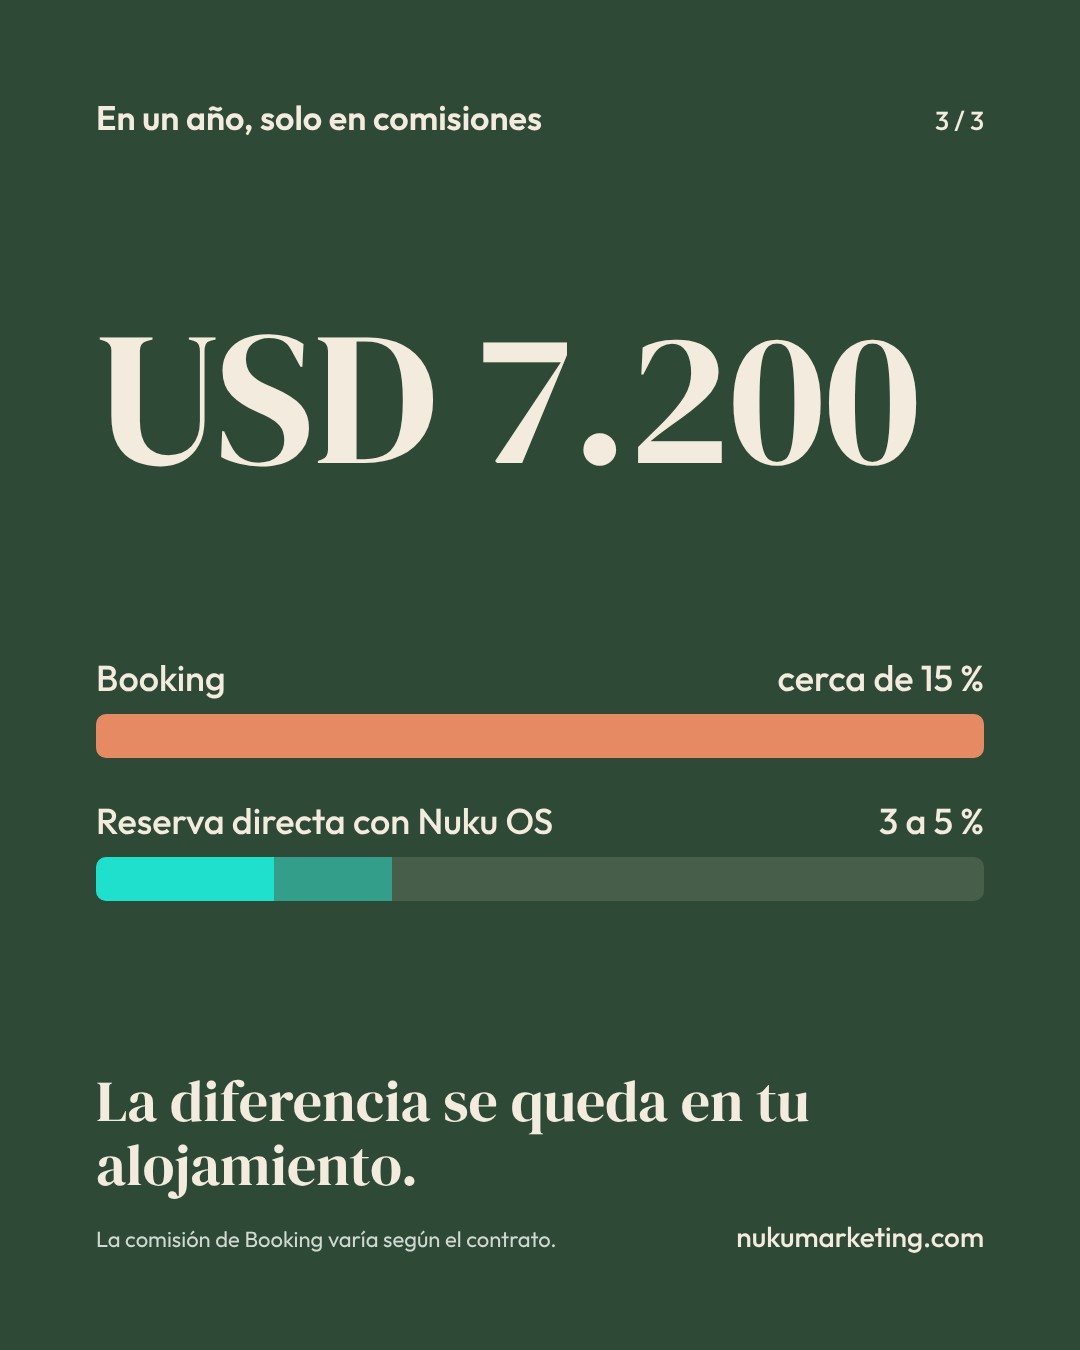 En un año, solo en comisiones
3 / 3
USD 7.200
Booking
cerca de 15 %
Reserva directa con Nuku OS
3 a 5 %
La diferencia se queda en tu
alojamiento.
La comisión de Booking varía según el contrato.
nukumarketing.com